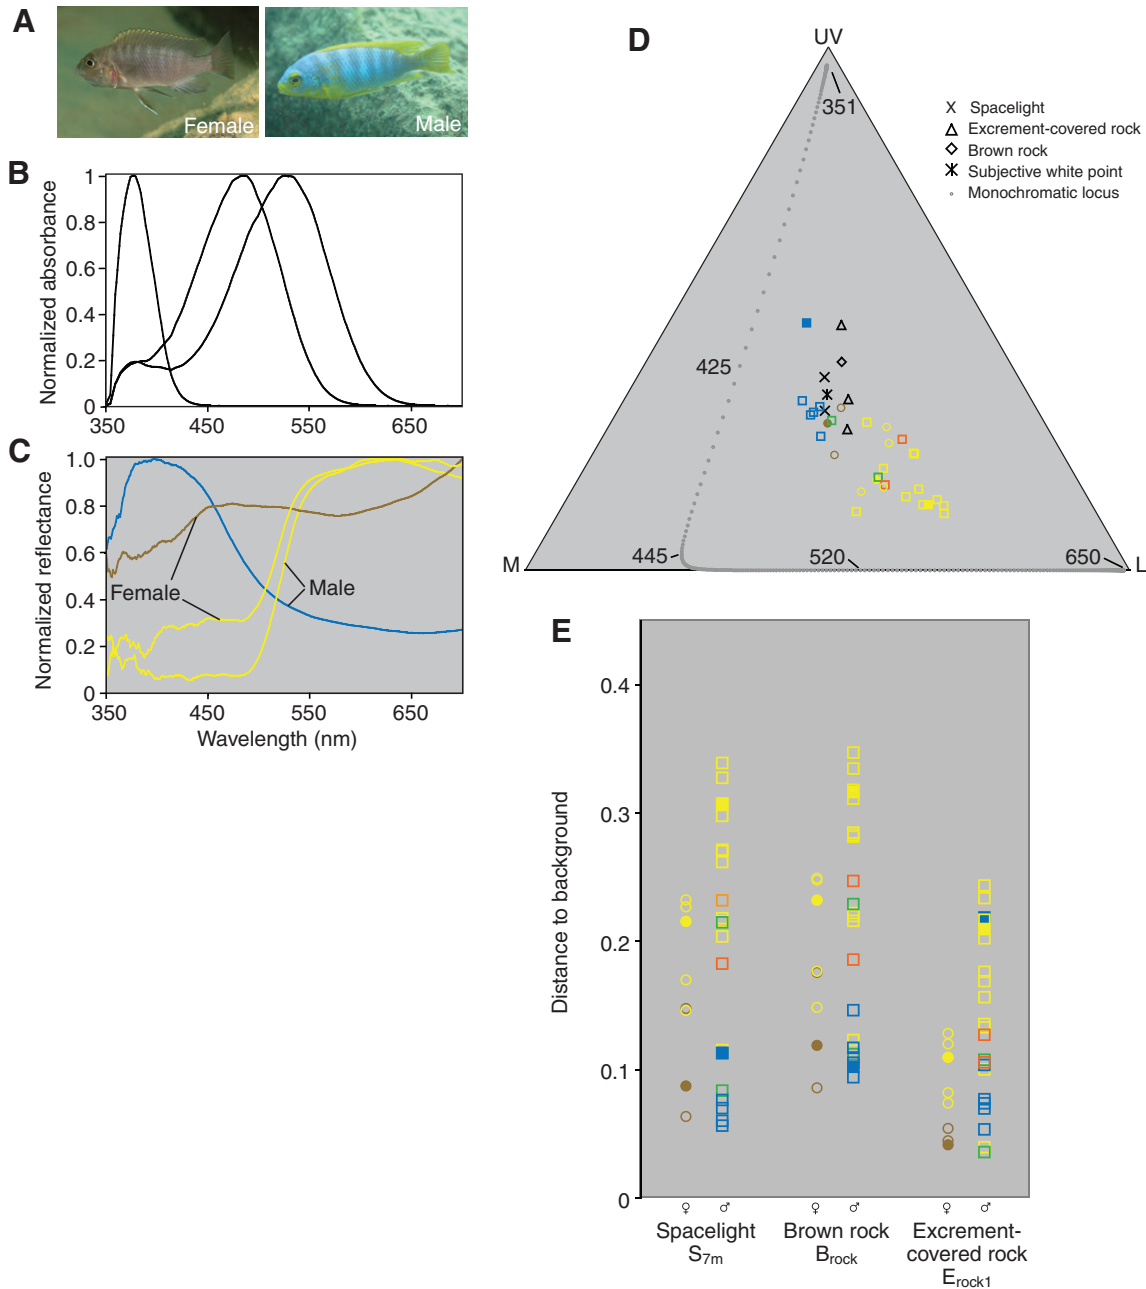 A
Female
Male
B
Normalized absorbance
1
0.8
0.6
0.4
0.2
0
350 450 550 650
C
Normalized reflectance
1.0
0.8
0.6
0.4
0.2
0
Female
Male
350 450 550 650
Wavelength (nm)
D
UV
351
425
445
520
650
M
L
Spacelight
Excrement-covered rock
Brown rock
Subjective white point
Monochromatic locus
E
Distance to background
0.4
0.3
0.2
0.1
0
♀ ♂ ♀ ♂ ♀ ♂
Spacelight
S7m
Brown rock
Brock
Excrement-
covered rock
Erock1